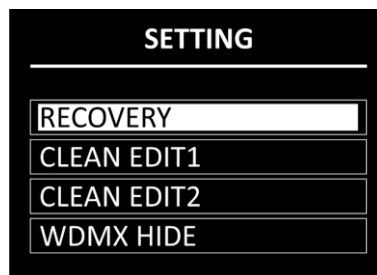 SETTING
RECOVERY
CLEAN EDIT1
CLEAN EDIT2
WDMX HIDE